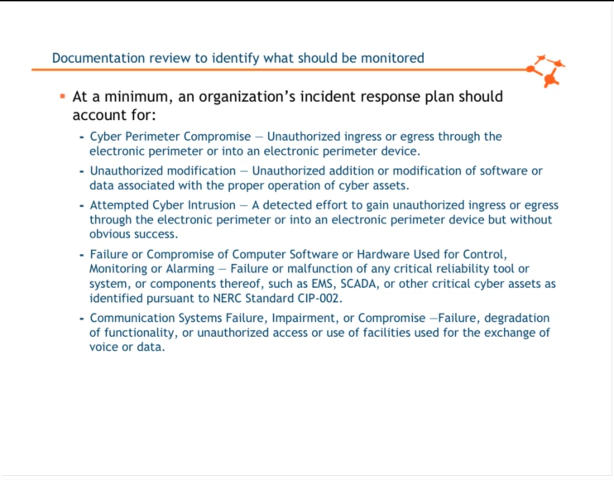 Documentation review to identify what should be monitored
▪ At a minimum, an organization's incident response plan should
account for:
- Cyber Perimeter Compromise — Unauthorized ingress or egress through the
electronic perimeter or into an electronic perimeter device.
- Unauthorized modification — Unauthorized addition or modification of software or
data associated with the proper operation of cyber assets.
- Attempted Cyber Intrusion — A detected effort to gain unauthorized ingress or egress
through the electronic perimeter or into an electronic perimeter device but without
obvious success.
- Failure or Compromise of Computer Software or Hardware Used for Control,
Monitoring or Alarming — Failure or malfunction of any critical reliability tool or
system, or components thereof, such as EMS, SCADA, or other critical cyber assets as
identified pursuant to NERC Standard CIP-002.
- Communication Systems Failure, Impairment, or Compromise —Failure, degradation
of functionality, or unauthorized access or use of facilities used for the exchange of
voice or data.